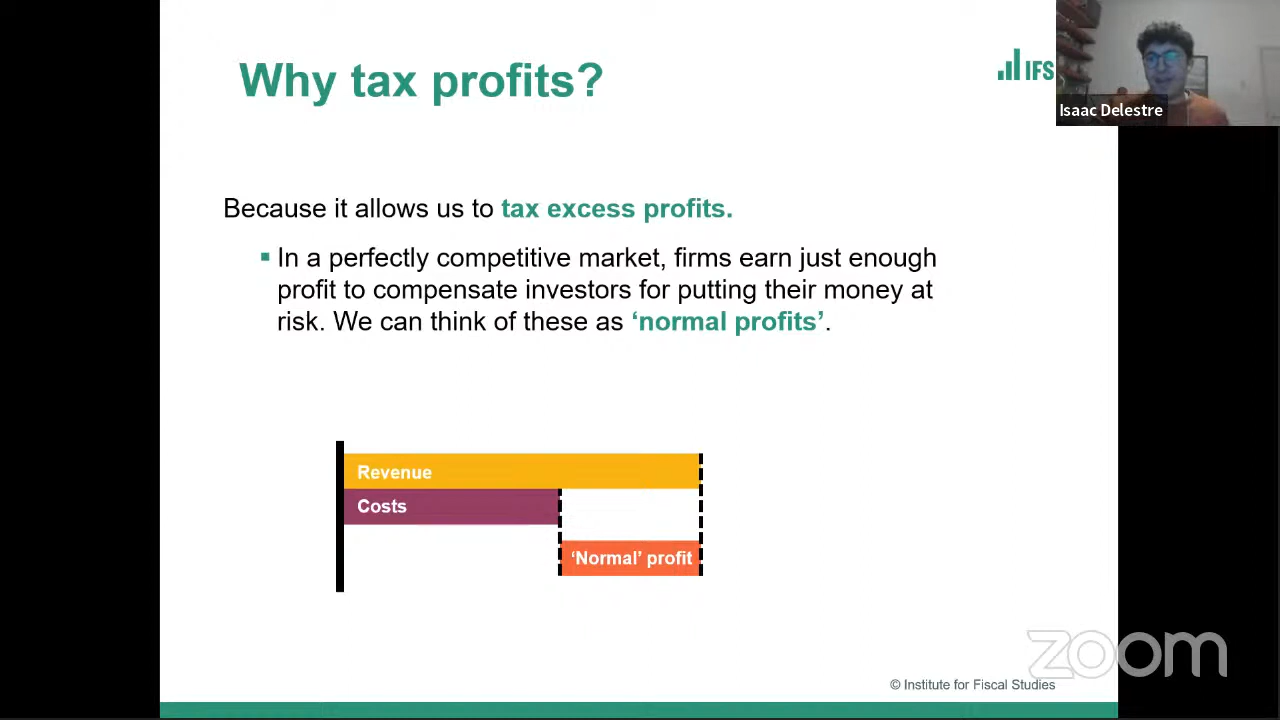 Why tax profits?
IFS
Isaac Delestre
Because it allows us to tax excess profits.
In a perfectly competitive market, firms earn just enough
profit to compensate investors for putting their money at
risk. We can think of these as ‘normal profits’.
Revenue
Costs
‘Normal’ profit
zoom
© Institute for Fiscal Studies